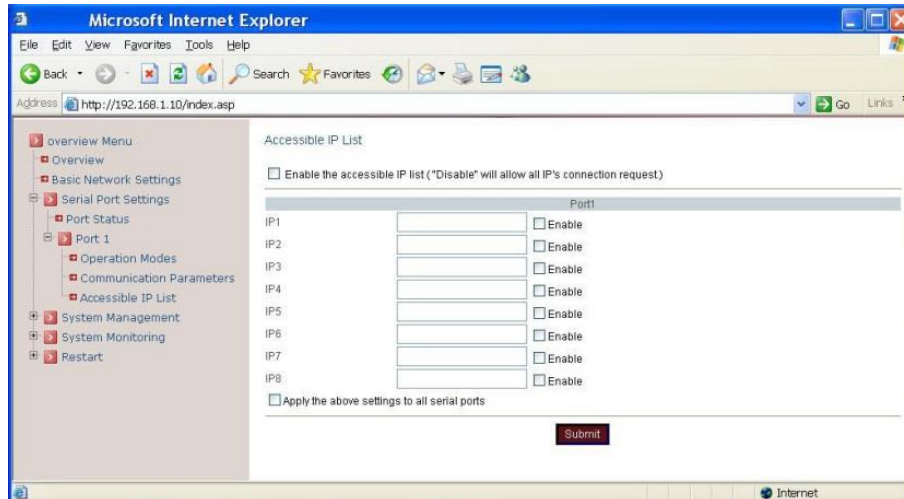 Microsoft Internet Explorer
File Edit View Favorites Tools Help
Back Search Favorites
Address http://192.168.1.10/index.asp Go Links
overview Menu
Overview
Basic Network Settings
Serial Port Settings
Port Status
Port 1
Operation Modes
Communication Parameters
Accessible IP List
System Management
System Monitoring
Restart
Accessible IP List
Enable the accessible IP list ("Disable" will allow all IP's connection request.)
Port1
IP1 Enable
IP2 Enable
IP3 Enable
IP4 Enable
IP5 Enable
IP6 Enable
IP7 Enable
IP8 Enable
Apply the above settings to all serial ports
Submit
Internet